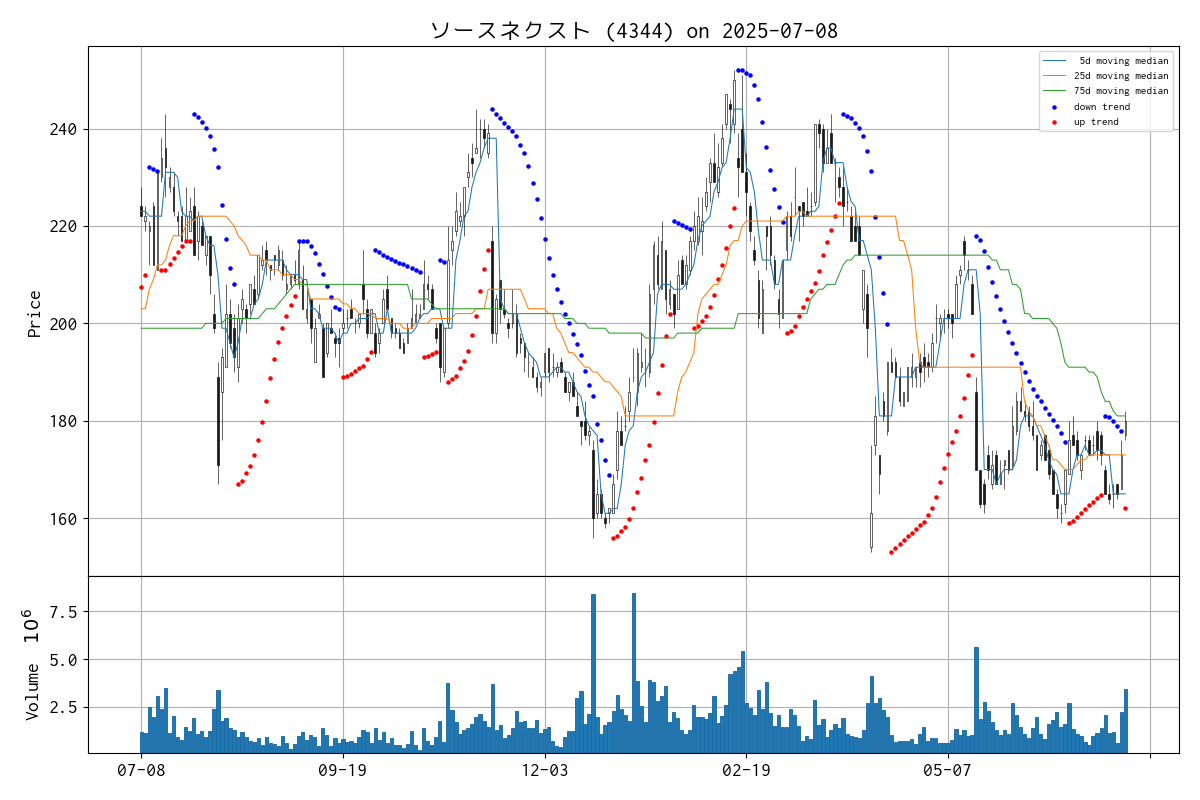 ソースネクスト (4344) on 2025-07-08
5d moving median
25d moving median
75d moving median
down trend
up trend
Price
240
220
200
180
160
Volume 10^6
7.5
5.0
2.5
07-08
09-19
12-03
02-19
05-07